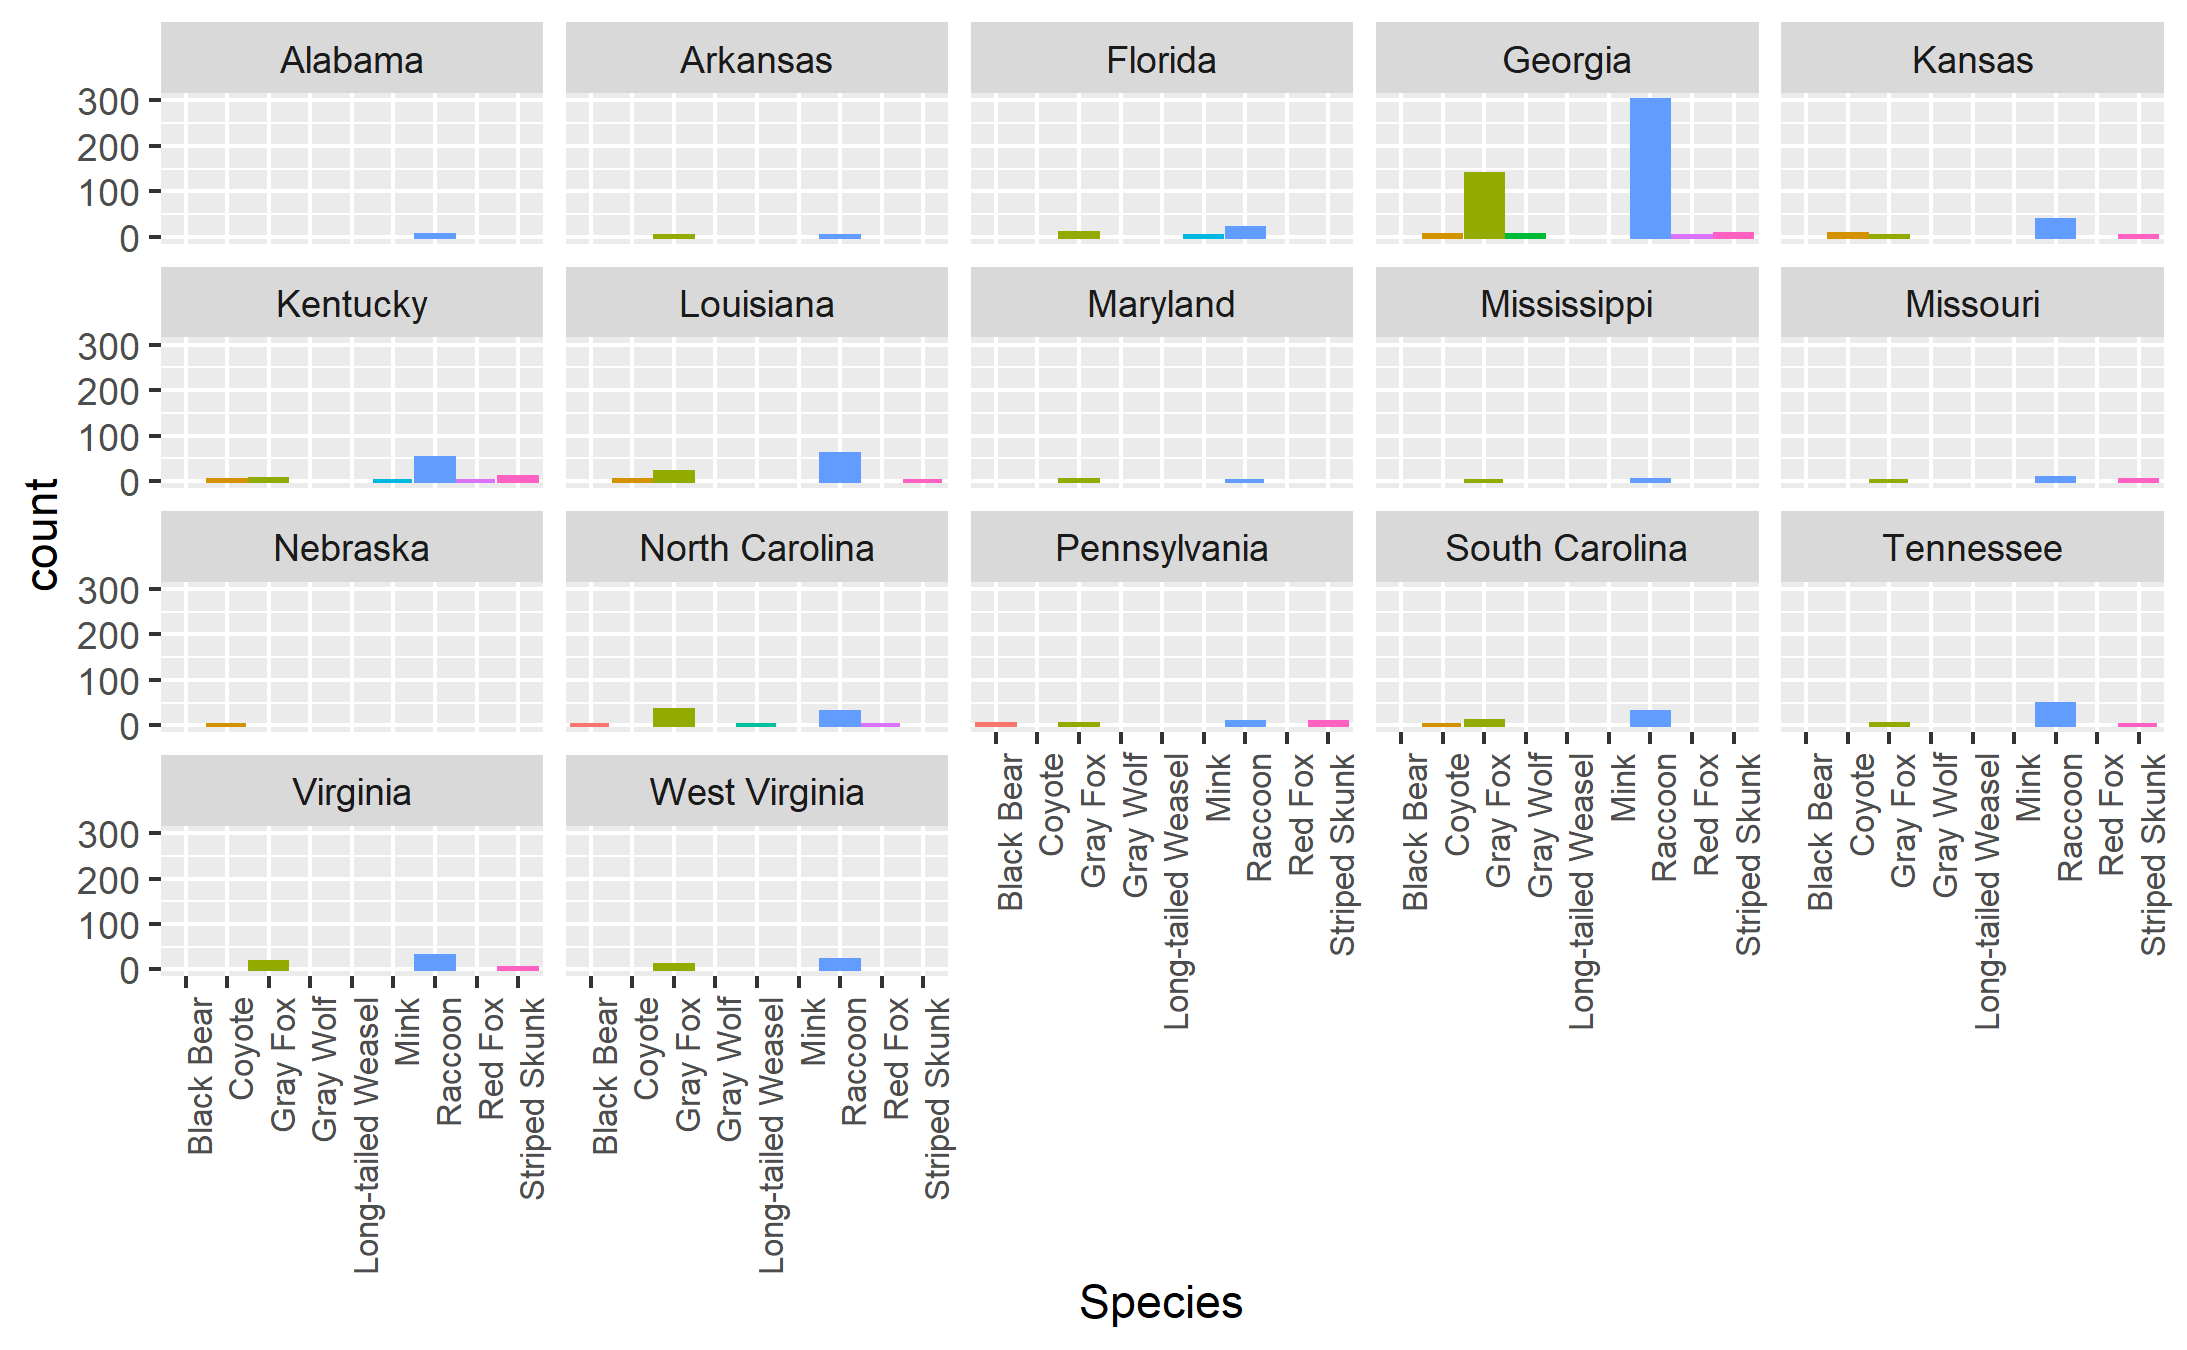 Alabama
Arkansas
Florida
Georgia
Kansas
300
200
100
0
Kentucky
Louisiana
Maryland
Mississippi
Missouri
300
200
100
0
Nebraska
North Carolina
Pennsylvania
South Carolina
Tennessee
300
200
100
0
Black Bear
Coyote
Gray Fox
Gray Wolf
Long-tailed Weasel
Mink
Raccoon
Red Fox
Striped Skunk
Black Bear
Coyote
Gray Fox
Gray Wolf
Long-tailed Weasel
Mink
Raccoon
Red Fox
Striped Skunk
Black Bear
Coyote
Gray Fox
Gray Wolf
Long-tailed Weasel
Mink
Raccoon
Red Fox
Striped Skunk
Virginia
West Virginia
300
200
100
0
Black Bear
Coyote
Gray Fox
Gray Wolf
Long-tailed Weasel
Mink
Raccoon
Red Fox
Striped Skunk
Black Bear
Coyote
Gray Fox
Gray Wolf
Long-tailed Weasel
Mink
Raccoon
Red Fox
Striped Skunk
count
Species